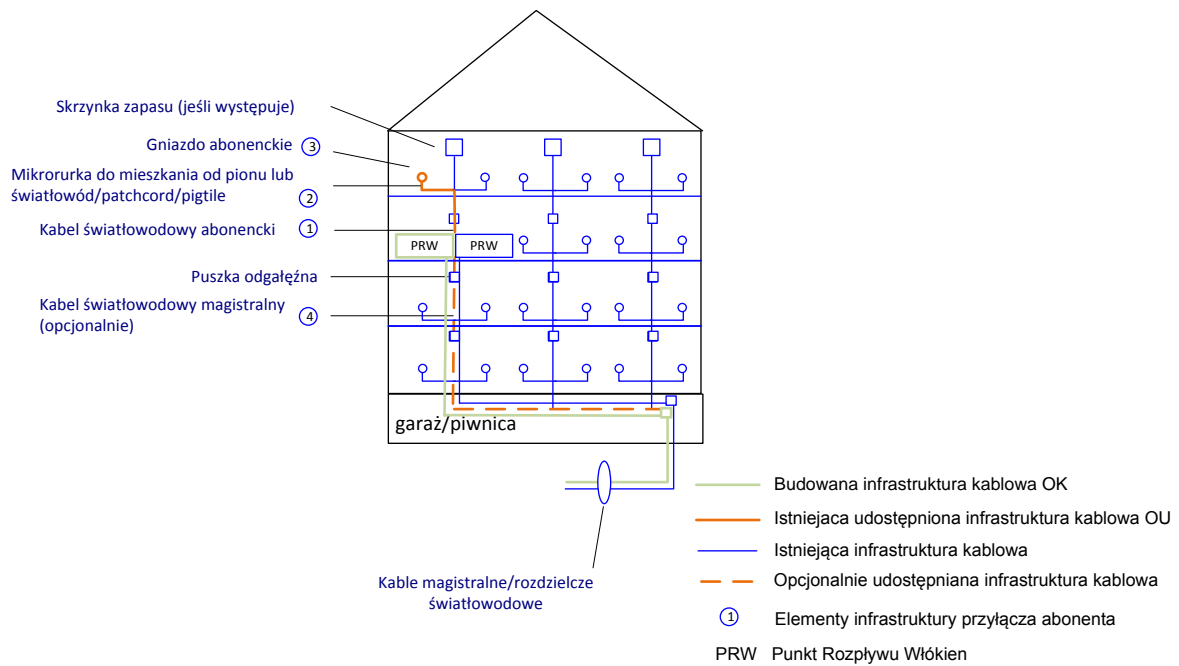 Skrzynka zapasu (jeśli występuje)
Gniazdo abonenckie 3
Mikrorurka do mieszkania od pionu lub
światłowód/patchcord/pigtile 2
Kabel światłowodowy abonencki 1
PRW PRW
Puszka odgałęźna
Kabel światłowodowy magistralny
(opcjonalnie) 4
garaż/piwnica
Budowana infrastruktura kablowa OK
Istniejaca udostępniona infrastruktura kablowa OU
Istniejąca infrastruktura kablowa
Opcjonalnie udostępniana infrastruktura kablowa
1 Elementy infrastruktury przyłącza abonenta
PRW Punkt Rozpływu Włókien
Kable magistralne/rozdzielcze
światłowodowe